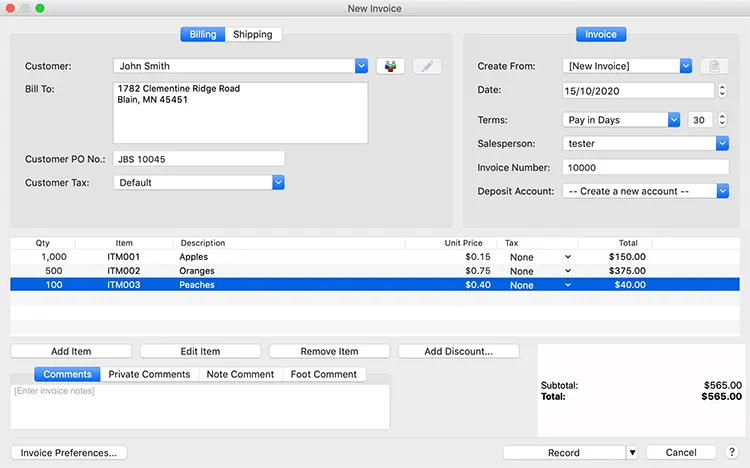 New Invoice
Billing Shipping
Customer: John Smith
Bill To: 1782 Clementine Ridge Road
Blain, MN 45451
Customer PO No.: JBS 10045
Customer Tax: Default
Invoice
Create From: [New Invoice]
Date: 15/10/2020
Terms: Pay in Days 30
Salesperson: tester
Invoice Number: 10000
Deposit Account: -- Create a new account --
Qty Item Description Unit Price Tax Total
1,000 ITM001 Apples $0.15 None $150.00
500 ITM002 Oranges $0.75 None $375.00
100 ITM003 Peaches $0.40 None $40.00
Add Item Edit Item Remove Item Add Discount...
Comments Private Comments Note Comment Foot Comment
[Enter invoice notes]
Subtotal: $565.00
Total: $565.00
Invoice Preferences... Record Cancel ?